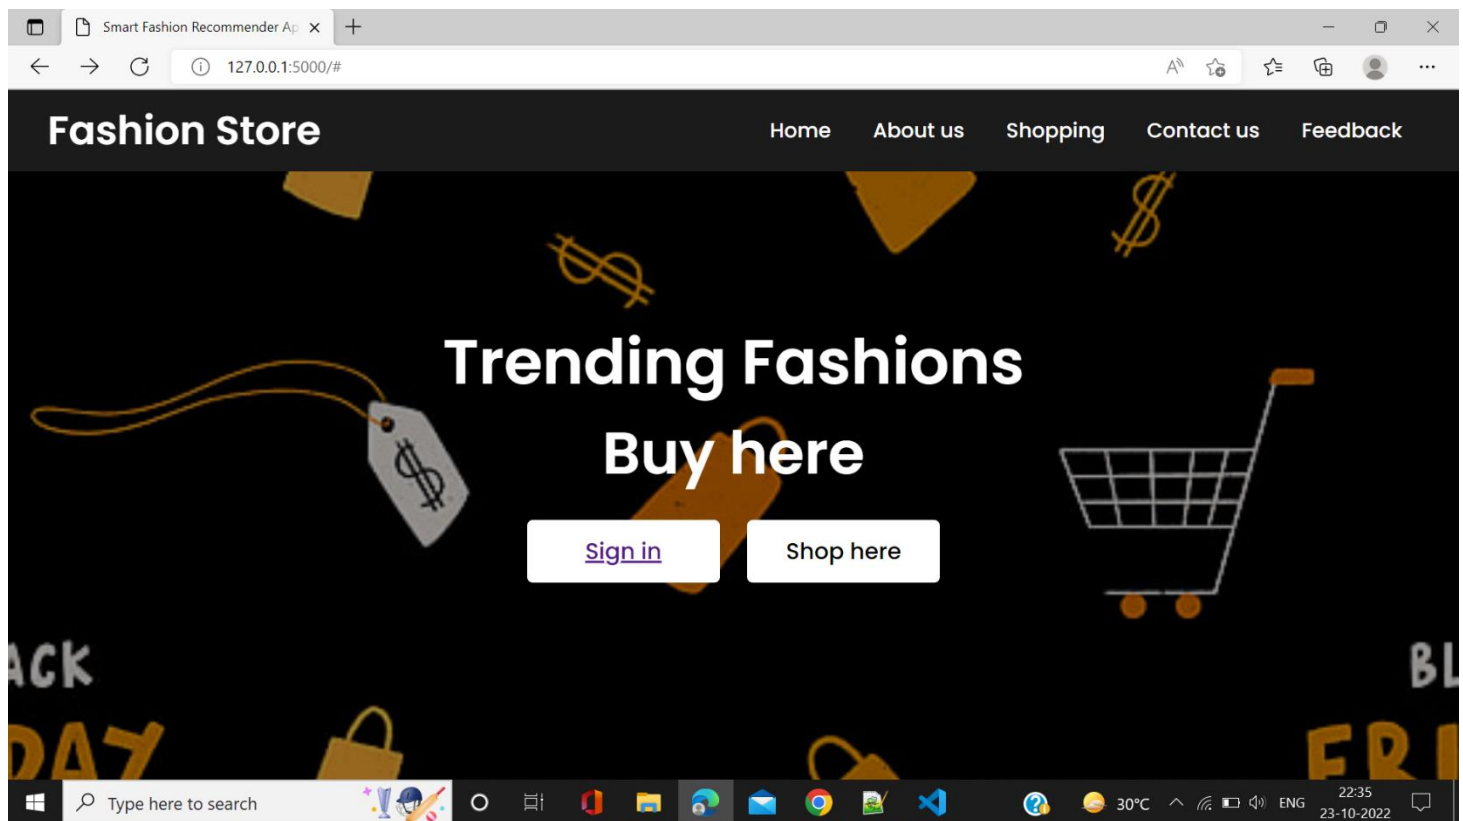 Smart Fashion Recommender Ap
127.0.0.1:5000/#
Fashion Store
Home About us Shopping Contact us Feedback
Trending Fashions
Buy here
Sign in Shop here
ACK
BL
DAY
FRI
Type here to search
30°C ENG
22:35
23-10-2022